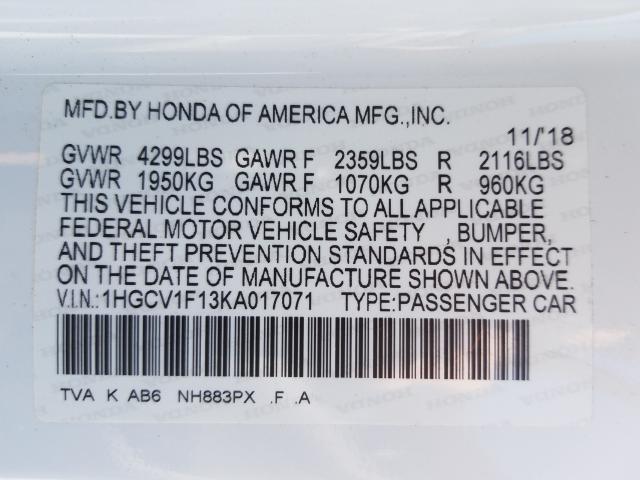 MFD.BY HONDA OF AMERICA MFG.,INC.
11/'18
GVWR 4299LBS GAWR F 2359LBS R 2116LBS
GVWR 1950KG GAWR F 1070KG R 960KG
THIS VEHICLE CONFORMS TO ALL APPLICABLE
FEDERAL MOTOR VEHICLE SAFETY , BUMPER,
AND THEFT PREVENTION STANDARDS IN EFFECT
ON THE DATE OF MANUFACTURE SHOWN ABOVE.
V.I.N.:1HGCV1F13KA017071 TYPE:PASSENGER CAR
TVA K AB6 NH883PX .F .A